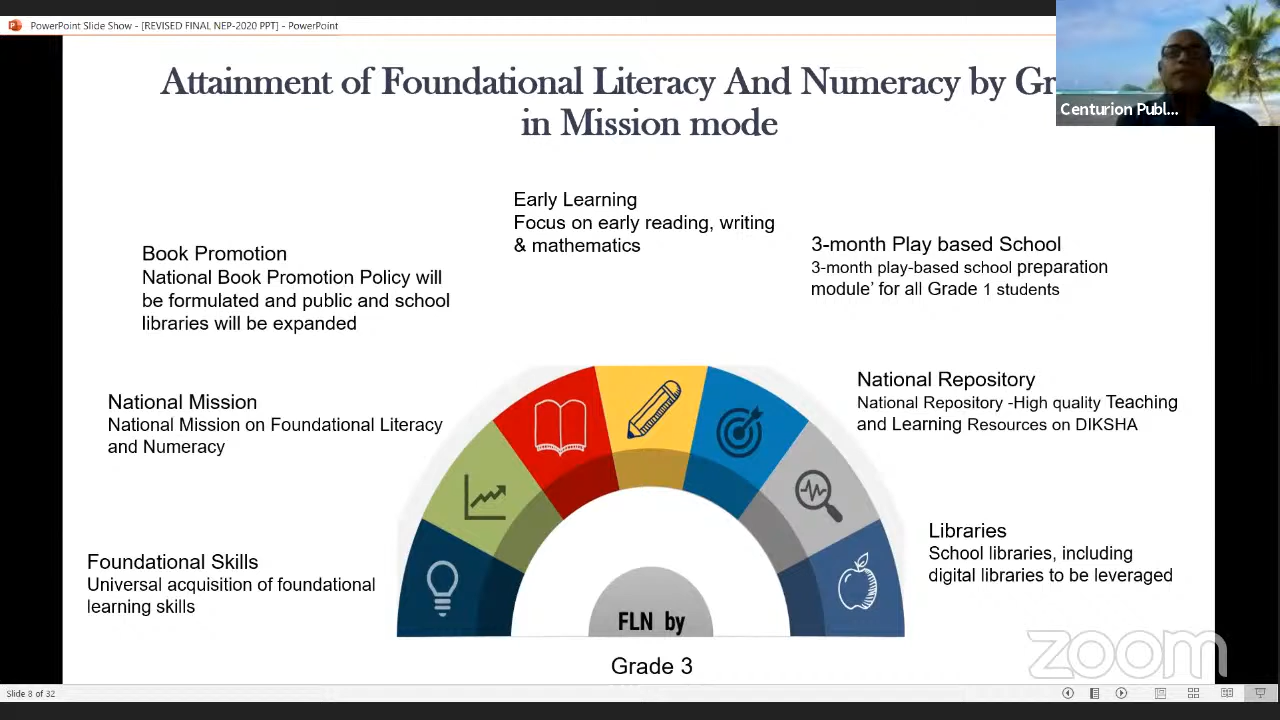 PowerPoint Slide Show - [REVISED FINAL NEP-2020 PPT] - PowerPoint
Attainment of Foundational Literacy And Numeracy by
in Mission mode
Centurion Publ...
Early Learning
Focus on early reading, writing
& mathematics
Book Promotion
National Book Promotion Policy will
be formulated and public and school
libraries will be expanded
3-month Play based School
3-month play-based school preparation
module’ for all Grade 1 students
National Mission
National Mission on Foundational Literacy
and Numeracy
National Repository
National Repository -High quality Teaching
and Learning Resources on DIKSHA
Foundational Skills
Universal acquisition of foundational
learning skills
Libraries
School libraries, including
digital libraries to be leveraged
FLN by
Grade 3
zoom
Slide 8 of 32